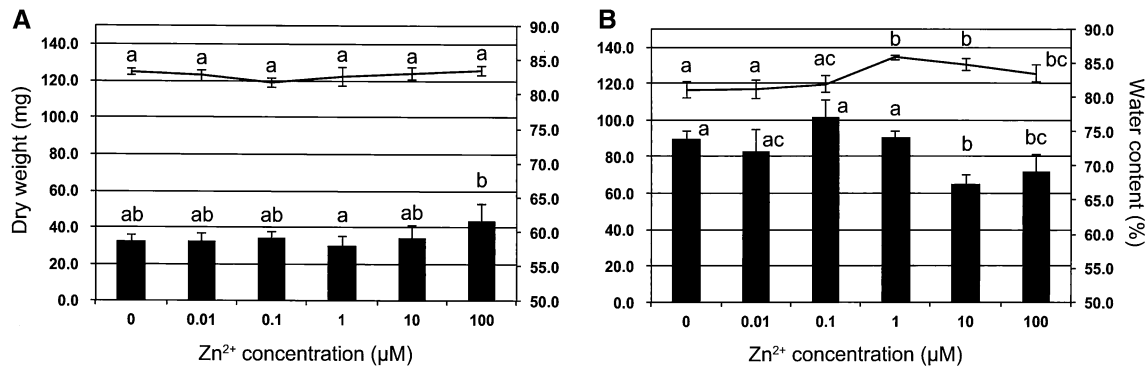 A
B
140.0
120.0
100.0
80.0
60.0
40.0
20.0
0.0
Dry weight (mg)
90.0
85.0
80.0
75.0
70.0
65.0
60.0
55.0
50.0
a a a a a a
ab ab ab a ab b
0 0.01 0.1 1 10 100
Zn²⁺ concentration (µM)
140.0
120.0
100.0
80.0
60.0
40.0
20.0
0.0
90.0
85.0
80.0
75.0
70.0
65.0
60.0
55.0
50.0
Water content (%)
a a ac b b bc
a ac a a b bc
0 0.01 0.1 1 10 100
Zn²⁺ concentration (µM)